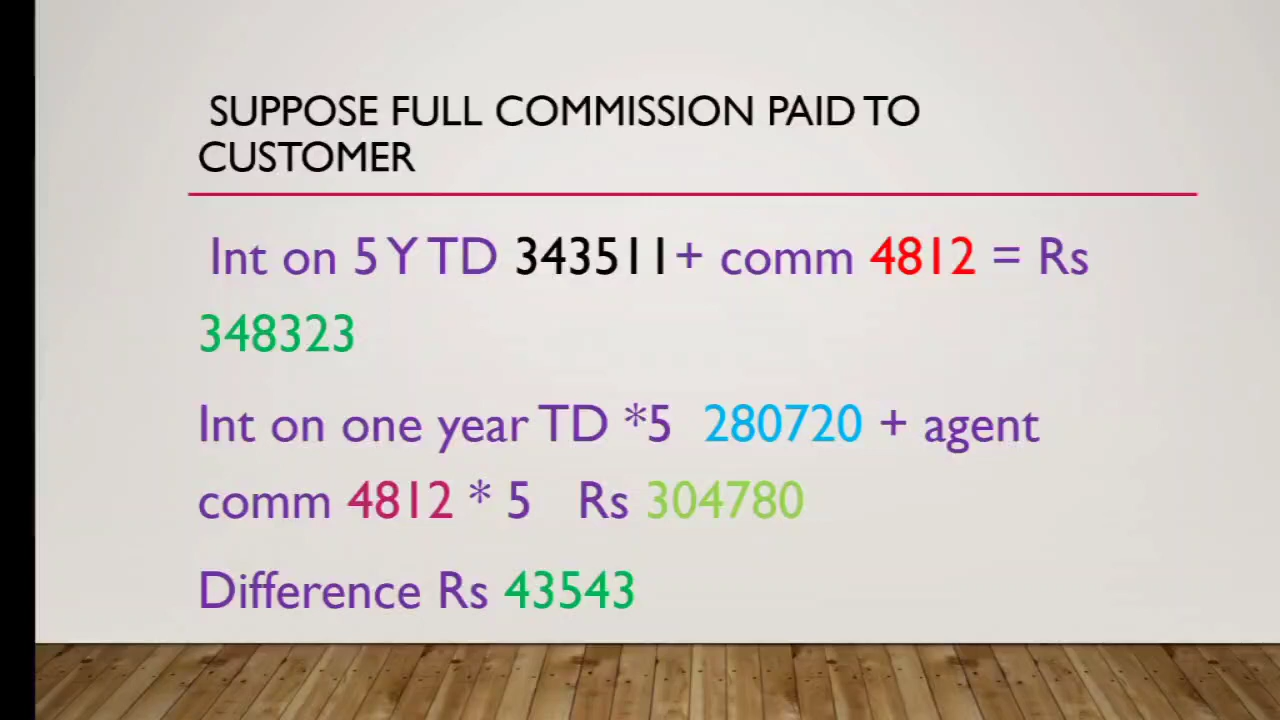 SUPPOSE FULL COMMISSION PAID TO
CUSTOMER
Int on 5 Y TD 343511+ comm 4812 = Rs
348323
Int on one year TD *5 280720 + agent
comm 4812 * 5 Rs 304780
Difference Rs 43543